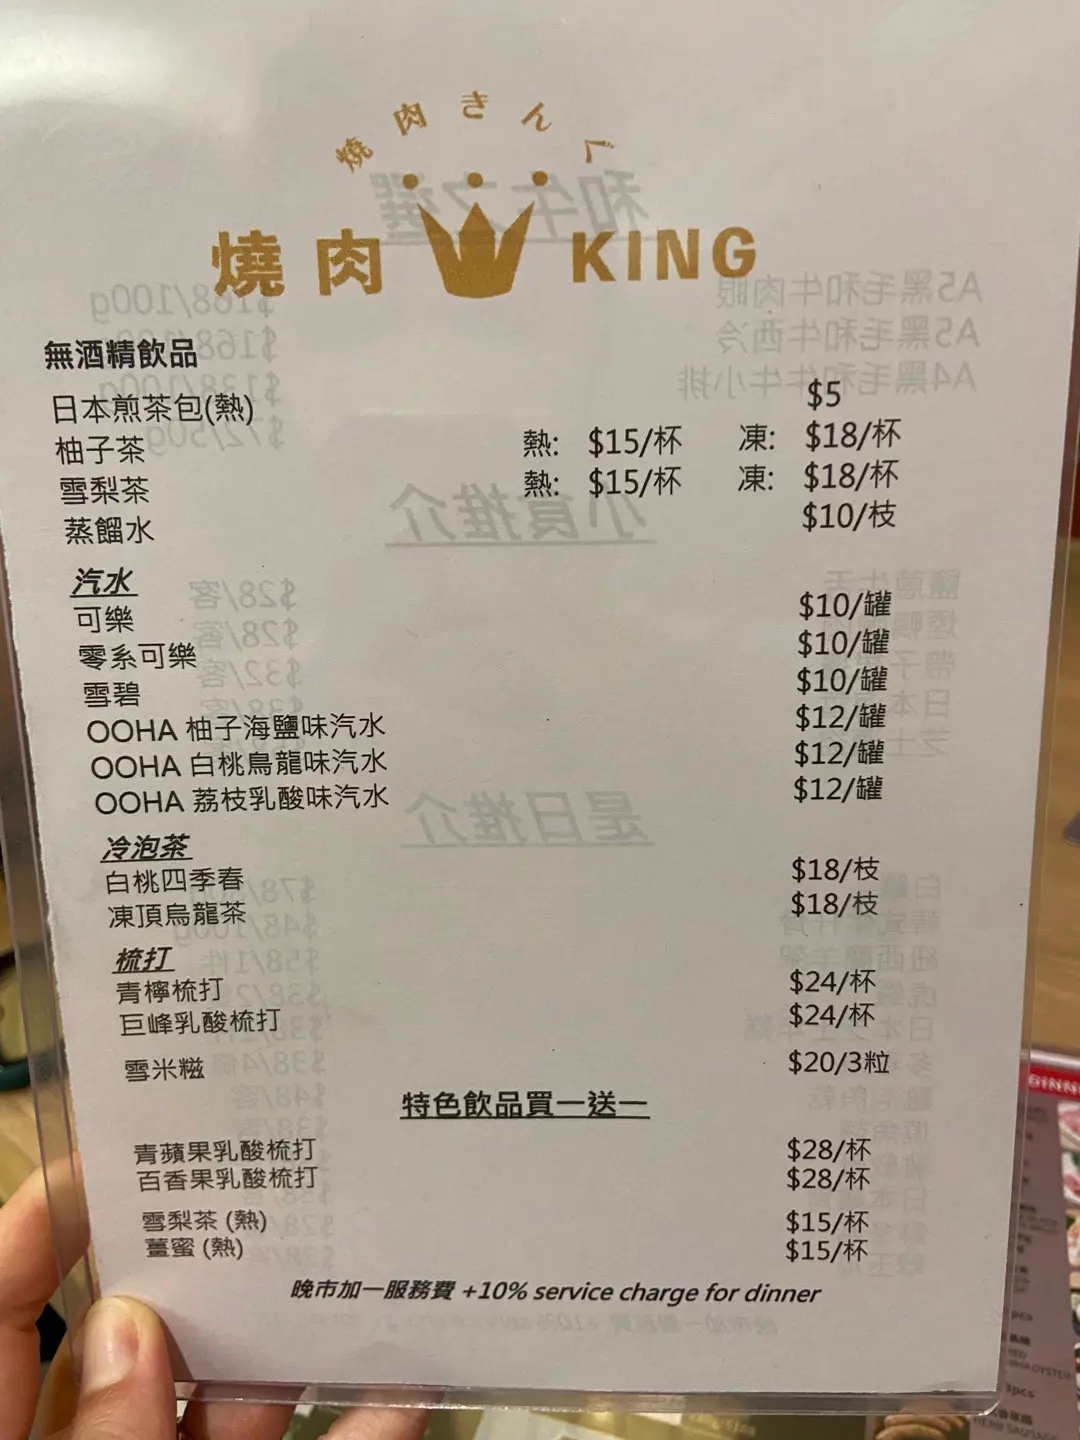 燒肉きんぐ
燒肉 KING
無酒精飲品
日本煎茶包(熱) $5
柚子茶 熱: $15/杯 凍: $18/杯
雪梨茶 熱: $15/杯 凍: $18/杯
蒸餾水 $10/枝
汽水
可樂 $10/罐
零系可樂 $10/罐
雪碧 $10/罐
OOHA 柚子海鹽味汽水 $12/罐
OOHA 白桃烏龍味汽水 $12/罐
OOHA 荔枝乳酸味汽水 $12/罐
冷泡茶
白桃四季春 $18/枝
凍頂烏龍茶 $18/枝
梳打
青檸梳打 $24/杯
巨峰乳酸梳打 $24/杯
雪米糍 $20/3粒
特色飲品買一送一
青蘋果乳酸梳打 $28/杯
百香果乳酸梳打 $28/杯
雪梨茶 (熱) $15/杯
薑蜜 (熱) $15/杯
晚市加一服務費 +10% service charge for dinner